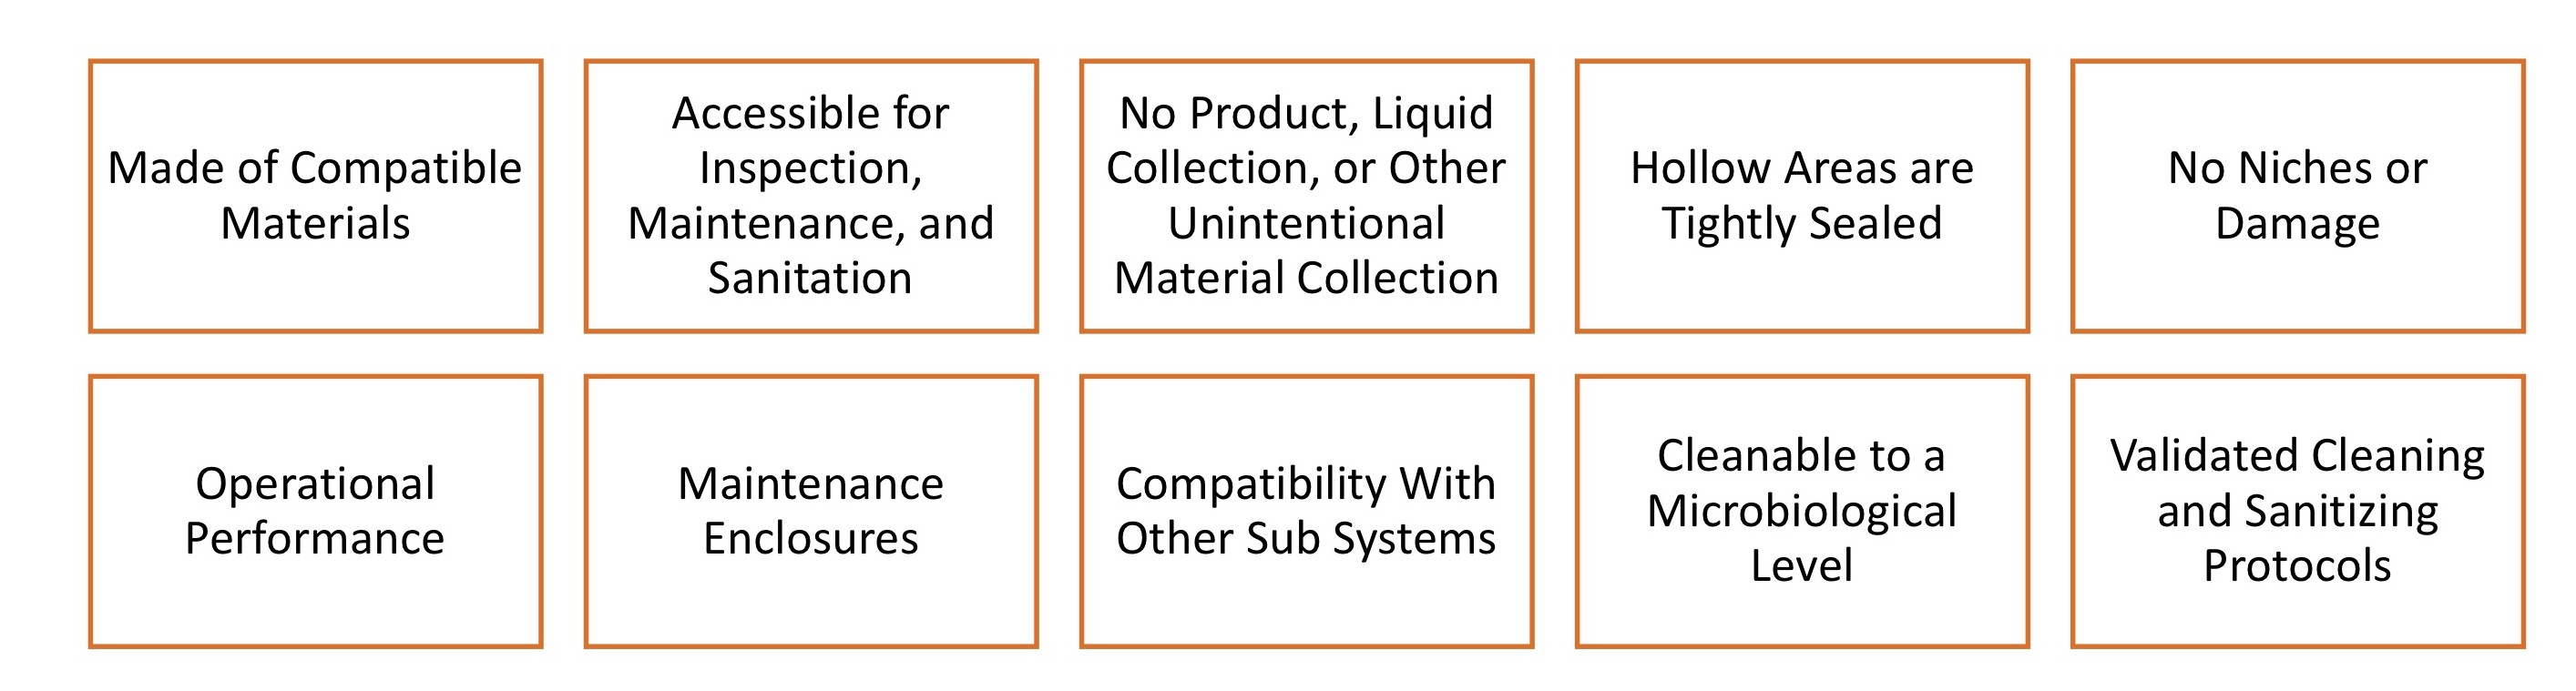 Made of Compatible
Materials
Accessible for
Inspection,
Maintenance, and
Sanitation
No Product, Liquid
Collection, or Other
Unintentional
Material Collection
Hollow Areas are
Tightly Sealed
No Niches or
Damage
Operational
Performance
Maintenance
Enclosures
Compatibility With
Other Sub Systems
Cleanable to a
Microbiological
Level
Validated Cleaning
and Sanitizing
Protocols